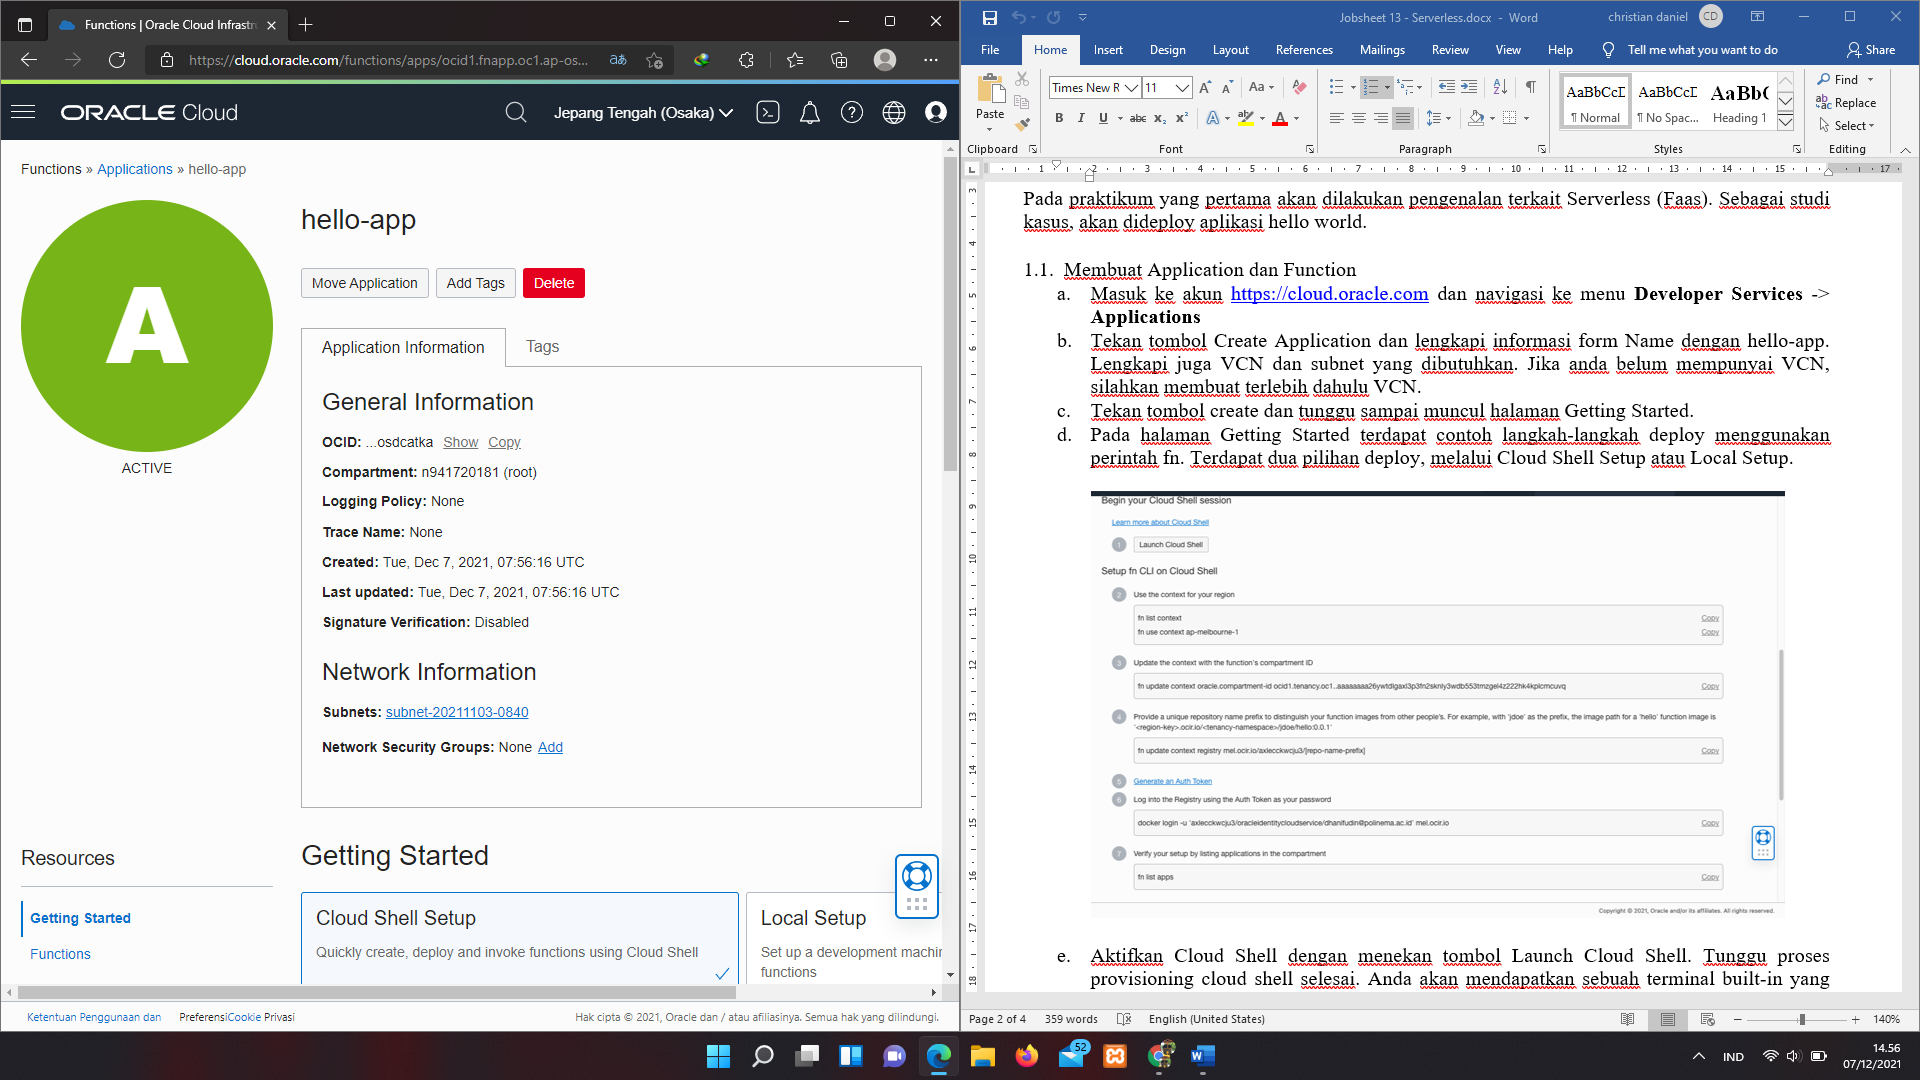 Functions | Oracle Cloud Infrastr
https://cloud.oracle.com/functions/apps/ocid1.fnapp.oc1.ap-os...
ORACLE Cloud
Jepang Tengah (Osaka)
Functions » Applications » hello-app
A
ACTIVE
hello-app
Move Application
Add Tags
Delete
Application Information
Tags
General Information
OCID: ...osdcatka Show Copy
Compartment: n941720181 (root)
Logging Policy: None
Trace Name: None
Created: Tue, Dec 7, 2021, 07:56:16 UTC
Last updated: Tue, Dec 7, 2021, 07:56:16 UTC
Signature Verification: Disabled
Network Information
Subnets: subnet-20211103-0840
Network Security Groups: None Add
Resources
Getting Started
Functions
Getting Started
Cloud Shell Setup
Quickly create, deploy and invoke functions using Cloud Shell
Local Setup
Set up a development machin
functions
Ketentuan Penggunaan dan
PreferensiCookie Privasi
Hak cipta © 2021, Oracle dan / atau afiliasinya. Semua hak yang dilindungi.
Jobsheet 13 - Serverless.docx - Word
christian daniel
CD
File Home Insert Design Layout References Mailings Review View Help Tell me what you want to do Share
Paste
Clipboard
Times New R 11
Font
Paragraph
AaBbCcD AaBbCcD AaBb(
¶ Normal ¶ No Spac... Heading 1
Styles
Find
Replace
Select
Editing
Pada praktikum yang pertama akan dilakukan pengenalan terkait Serverless (Faas). Sebagai studi
kasus, akan dideploy aplikasi hello world.
1.1. Membuat Application dan Function
a. Masuk ke akun https://cloud.oracle.com dan navigasi ke menu Developer Services ->
Applications
b. Tekan tombol Create Application dan lengkapi informasi form Name dengan hello-app.
Lengkapi juga VCN dan subnet yang dibutuhkan. Jika anda belum mempunyai VCN,
silahkan membuat terlebih dahulu VCN.
c. Tekan tombol create dan tunggu sampai muncul halaman Getting Started.
d. Pada halaman Getting Started terdapat contoh langkah-langkah deploy menggunakan
perintah fn. Terdapat dua pilihan deploy, melalui Cloud Shell Setup atau Local Setup.
Begin your Cloud Shell session
Learn more about Cloud Shell
1 Launch Cloud Shell
Setup fn CLI on Cloud Shell
2 Use the context for your region
fn list context Copy
fn use context ap-melbourne-1 Copy
3 Update the context with the function's compartment ID
fn update context oracle.compartment-id Copy
4 Provide a unique repository name prefix to distinguish your function images from other people's. For example, with 'jdoe' as the prefix, the image path for a 'hello' function image is
'<region-key>.ocir.io/<tenancy-namespace>/jdoe/hello:0.0.1'
fn update context registry mel.ocir.io/axlecckwcju3/[repo-name-prefix] Copy
5 Generate an Auth Token
6 Log into the Registry using the Auth Token as your password
docker login -u 'axlecckwcju3/oracleidentitycloudservice/dhanifudin@polinema.ac.id' mel.ocir.io Copy
7 Verify your setup by listing applications in the compartment
fn list apps Copy
Copyright © 2021, Oracle and/or its affiliates. All rights reserved.
e. Aktifkan Cloud Shell dengan menekan tombol Launch Cloud Shell. Tunggu proses
provisioning cloud shell selesai. Anda akan mendapatkan sebuah terminal built-in yang
Page 2 of 4 359 words English (United States) 140%
52
IND
14.56
07/12/2021